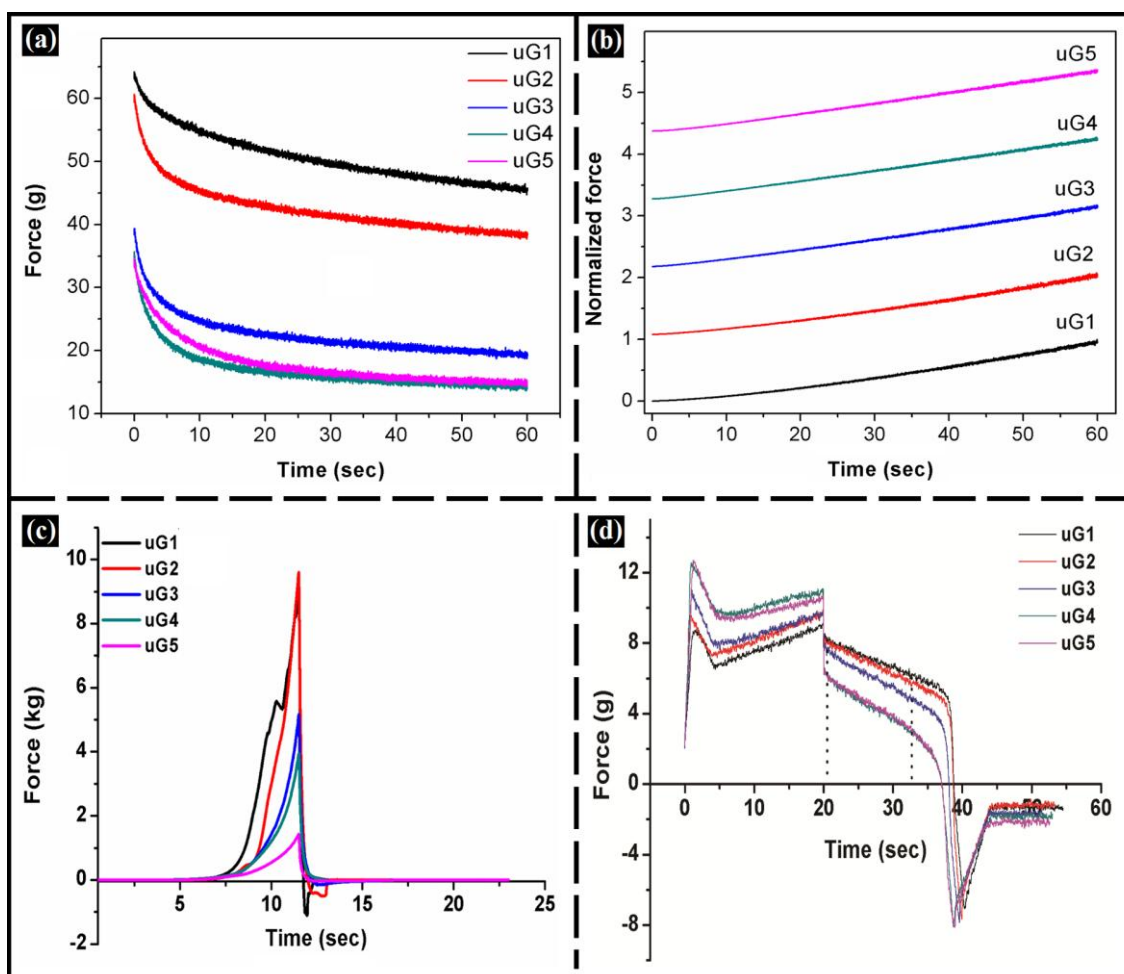 (a)
uG1
uG2
uG3
uG4
uG5
60
50
40
30
20
10
Force (g)
0 10 20 30 40 50 60
Time (sec)
(b)
uG5
uG4
uG3
uG2
uG1
5
4
3
2
1
0
Normalized force
0 10 20 30 40 50 60
Time (sec)
(c)
uG1
uG2
uG3
uG4
uG5
10
8
6
4
2
0
-2
Force (kg)
5 10 15 20 25
Time (sec)
(d)
uG1
uG2
uG3
uG4
uG5
12
8
4
0
-4
-8
Force (g)
0 10 20 30 40 50 60
Time (sec)